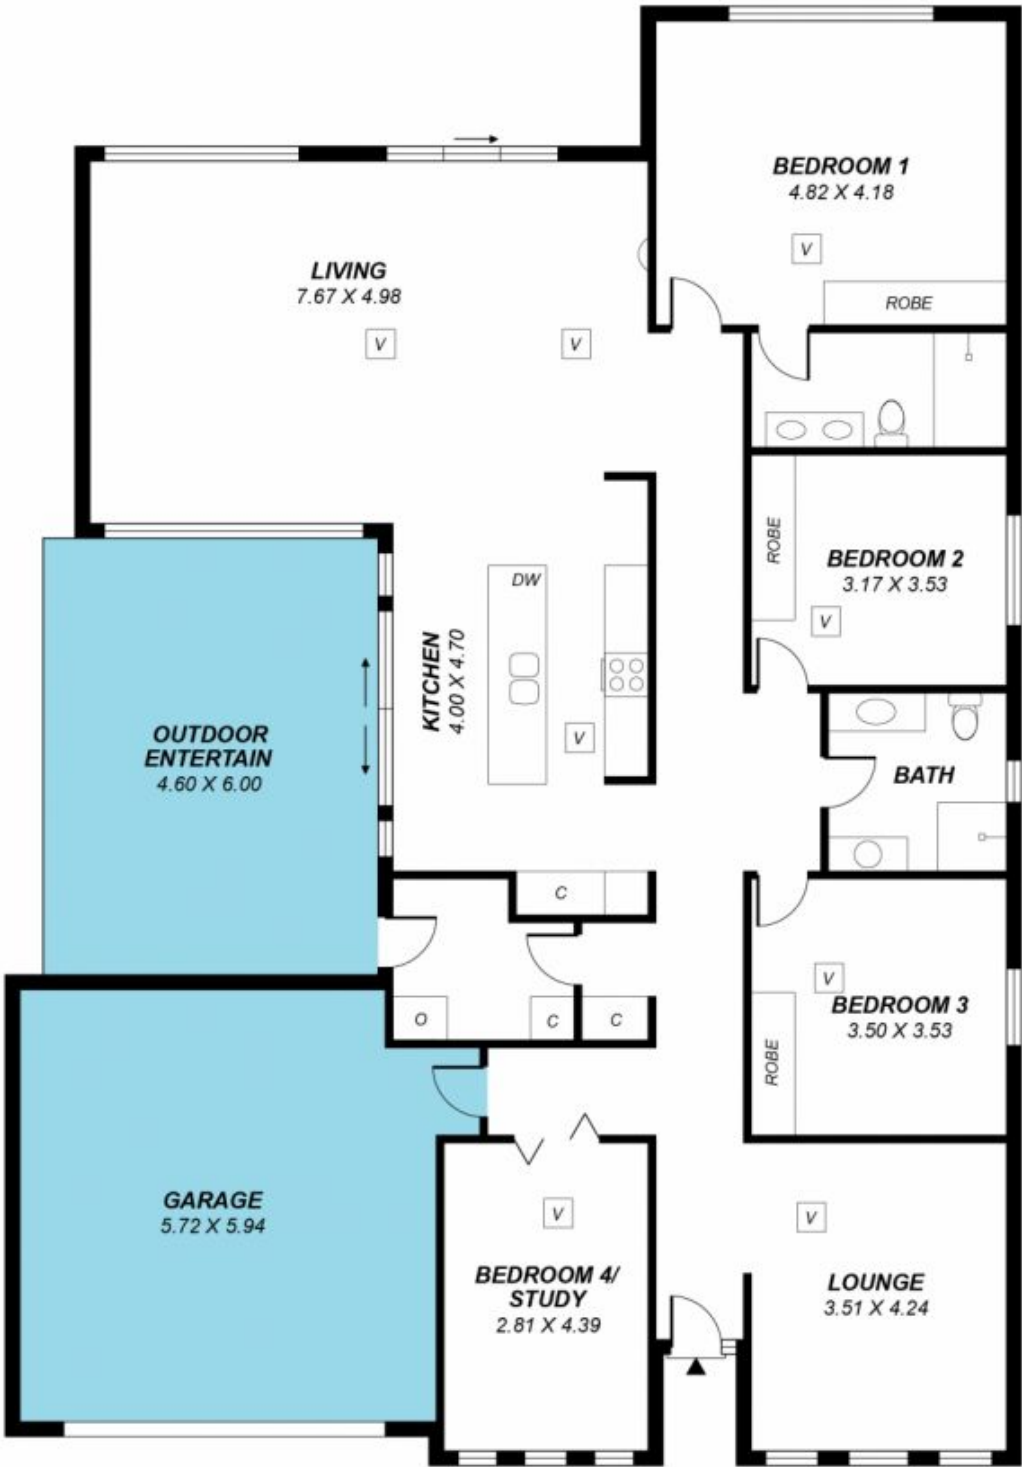 BEDROOM 1
4.82 X 4.18
V
ROBE
LIVING
7.67 X 4.98
V
V
ROBE
BEDROOM 2
3.17 X 3.53
V
DW
KITCHEN
4.00 X 4.70
V
OUTDOOR
ENTERTAIN
4.60 X 6.00
BATH
C
O
C
C
V
BEDROOM 3
3.50 X 3.53
ROBE
GARAGE
5.72 X 5.94
V
BEDROOM 4/
STUDY
2.81 X 4.39
V
LOUNGE
3.51 X 4.24